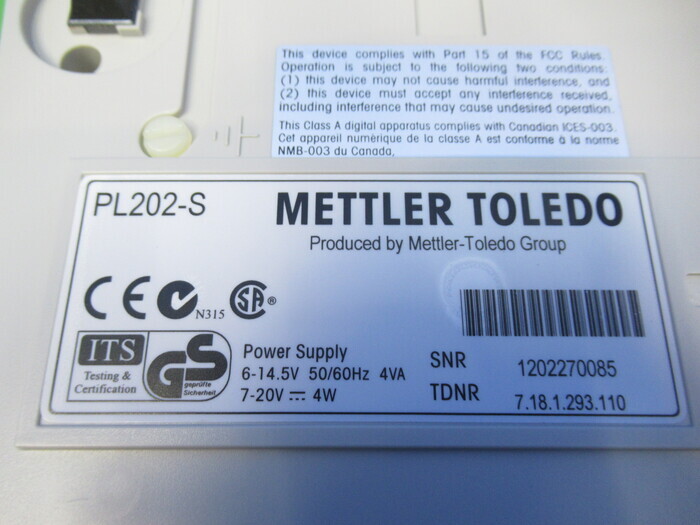 This device complies with Part 15 of the FCC Rules.
Operation is subject to the following two conditions:
(1) this device may not cause harmful interference, and
(2) this device must accept any interference received,
including interference that may cause undesired operation.
This Class A digital apparatus complies with Canadian ICES-003.
Cet appareil numérique de la classe A est conforme à la norme
NMB-003 du Canada.
PL202-S
METTLER TOLEDO
Produced by Mettler-Toledo Group
CE
N315
SA ®
ITS
Testing &
Certification
GS
geprüfte
Sicherheit
Power Supply
6-14.5V 50/60Hz 4VA
7-20V ⎓ 4W
SNR 1202270085
TDNR 7.18.1.293.110